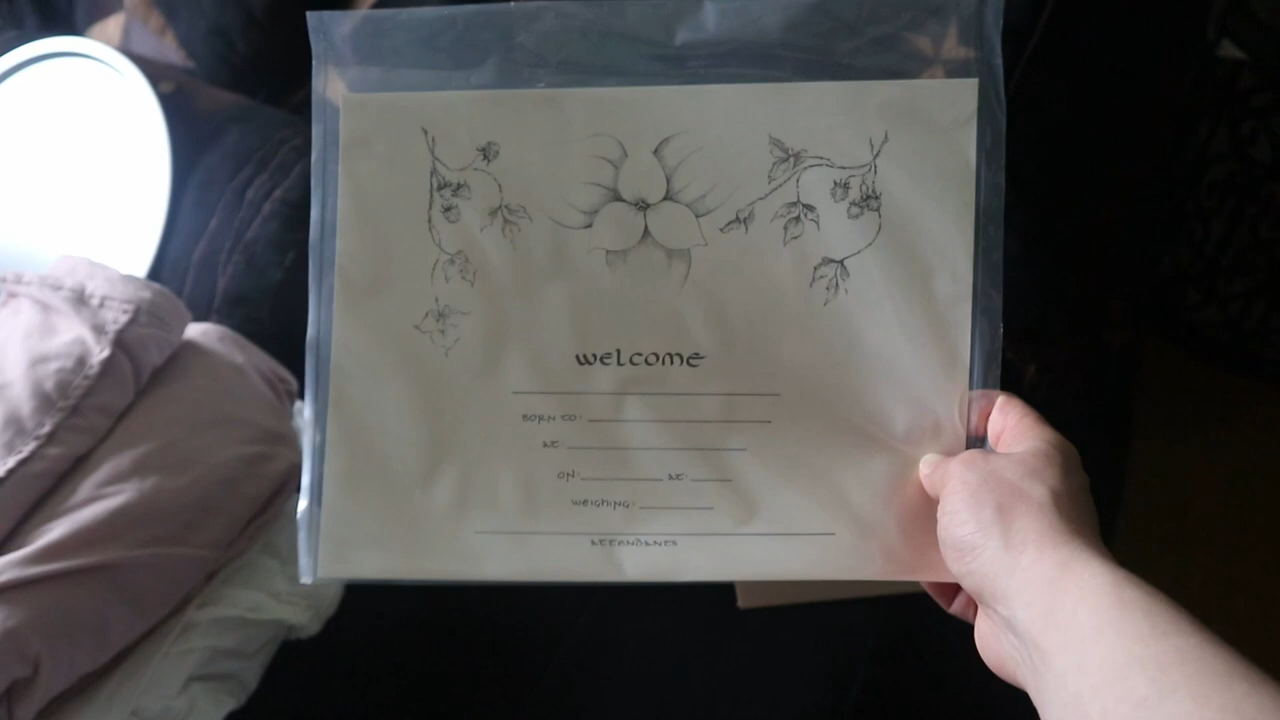 welcome
BORN TO:
AT:
ON: AT:
WEIGHING:
ATTENDANTS